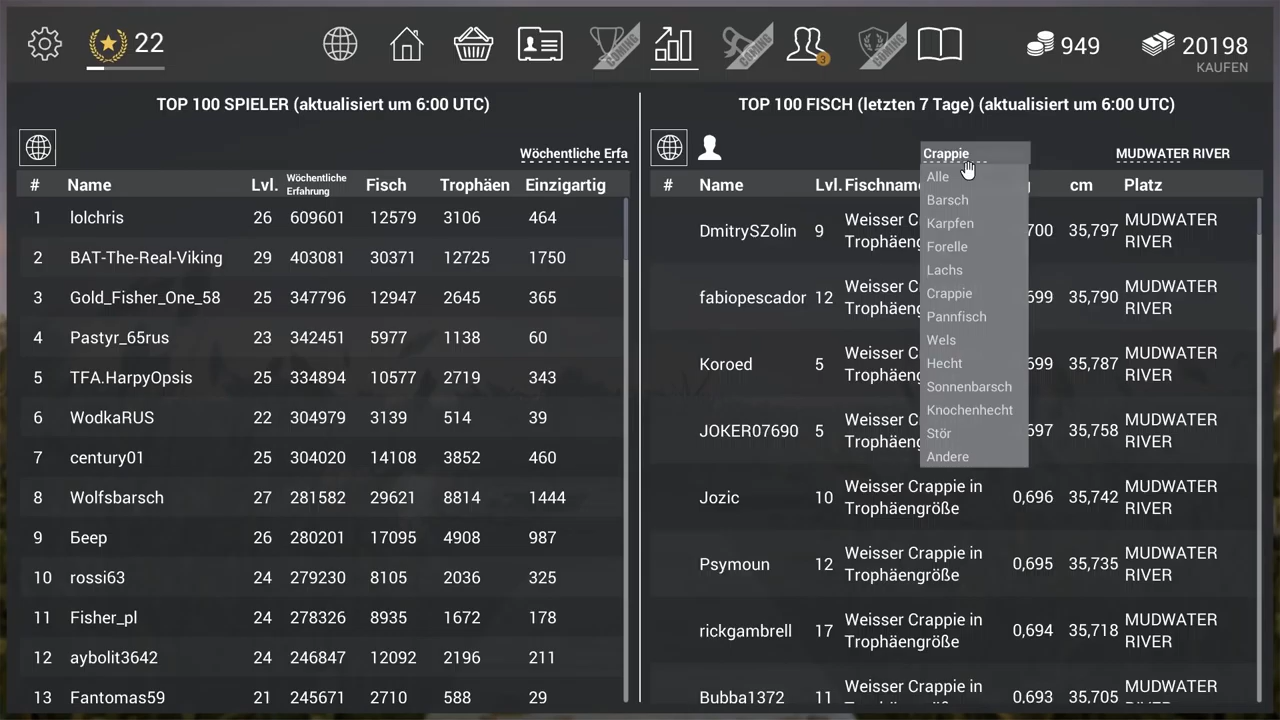 22
COMING
COMING
3
COMING
949
20198
KAUFEN
TOP 100 SPIELER (aktualisiert um 6:00 UTC)
Wöchentliche Erfa
# Name Lvl. Wöchentliche Erfahrung Fisch Trophäen Einzigartig
1 lolchris 26 609601 12579 3106 464
2 BAT-The-Real-Viking 29 403081 30371 12725 1750
3 Gold_Fisher_One_58 25 347796 12947 2645 365
4 Pastyr_65rus 23 342451 5977 1138 60
5 TFA.HarpyOpsis 25 334894 10577 2719 343
6 WodkaRUS 22 304979 3139 514 39
7 century01 25 304020 14108 3852 460
8 Wolfsbarsch 27 281582 29621 8814 1444
9 Беер 26 280201 17095 4908 987
10 rossi63 24 279230 8105 2036 325
11 Fisher_pl 24 278326 8935 1672 178
12 aybolit3642 24 246847 12092 2196 211
13 Fantomas59 21 245671 2710 588 29
TOP 100 FISCH (letzten 7 Tage) (aktualisiert um 6:00 UTC)
Crappie
MUDWATER RIVER
Alle
Barsch
Karpfen
Forelle
Lachs
Crappie
Pannfisch
Wels
Hecht
Sonnenbarsch
Knochenhecht
Stör
Andere
# Name Lvl. Fischname cm Platz
DmitrySZolin 9 Weisser C Trophäeng 700 35,797 MUDWATER RIVER
fabiopescador 12 Weisser C Trophäeng 699 35,790 MUDWATER RIVER
Koroed 5 Weisser C Trophäeng 699 35,787 MUDWATER RIVER
JOKER07690 5 Weisser C Trophäeng 697 35,758 MUDWATER RIVER
Jozic 10 Weisser Crappie in Trophäengröße 0,696 35,742 MUDWATER RIVER
Psymoun 12 Weisser Crappie in Trophäengröße 0,695 35,735 MUDWATER RIVER
rickgambrell 17 Weisser Crappie in Trophäengröße 0,694 35,718 MUDWATER RIVER
Bubba1372 11 Weisser Crappie in Trophäengröße 0,693 35,705 MUDWATER RIVER